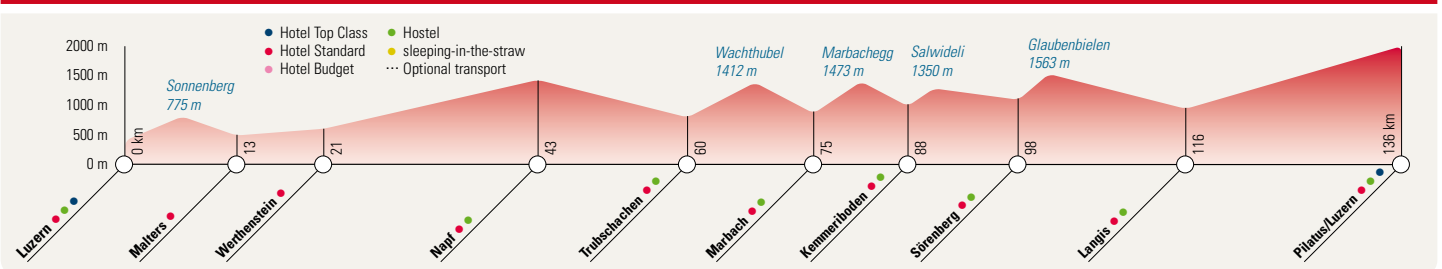 Hotel Top Class
Hotel Standard
Hotel Budget
Hostel
sleeping-in-the-straw
Optional transport
2000 m
1500 m
1000 m
500 m
0 m
Sonnenberg
775 m
Wachthubel
1412 m
Marbachegg
1473 m
Salwideli
1350 m
Glaubenbielen
1563 m
0 km
13
21
43
60
75
88
98
116
136 km
Luzern
Malters
Werthenstein
Napf
Trubschachen
Marbach
Kemmeriboden
Sörenberg
Langis
Pilatus/Luzern